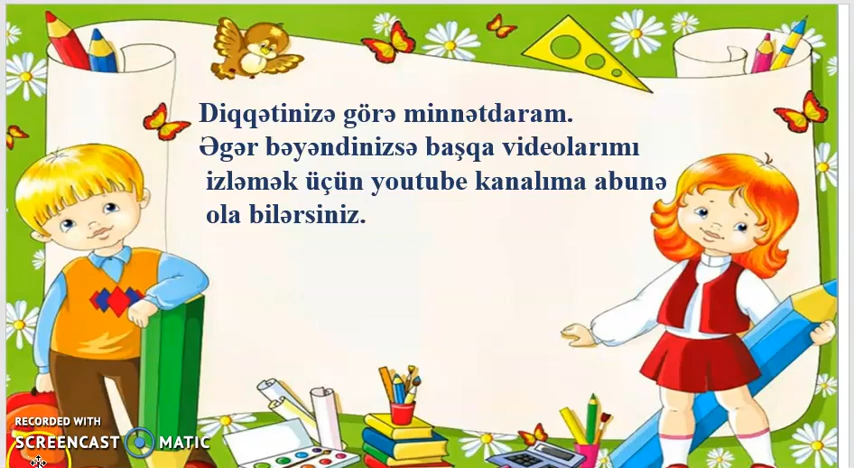 Diqqətinizə görə minnətdaram.
Əgər bəyəndinizsə başqa videolarımı
izləmək üçün youtube kanalıma abunə
ola bilərsiniz.
RECORDED WITH
SCREENCAST MATIC